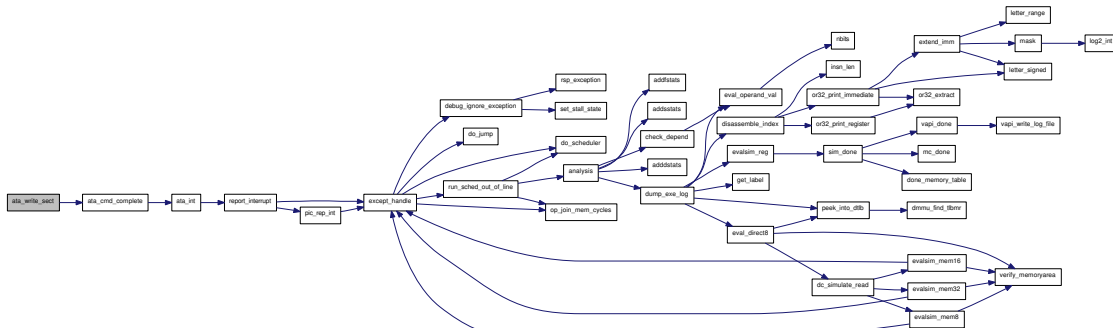 letter_range
nbits
extend_imm
mask
log2_int
insn_len
letter_signed
rsp_exception
addfstats
eval_operand_val
or32_print_immediate
or32_extract
debug_ignore_exception
set_stall_state
addsstats
disassemble_index
or32_print_register
vapi_done
vapi_write_log_file
do_jump
do_scheduler
check_depend
evalsim_reg
sim_done
mc_done
analysis
adddstats
get_label
done_memory_table
run_sched_out_of_line
dump_exe_log
ata_write_sect
ata_cmd_complete
ata_int
report_interrupt
except_handle
pic_rep_int
op_join_mem_cycles
peek_into_dtlb
dmmu_find_tlbmr
eval_direct8
evalsim_mem16
verify_memoryarea
dc_simulate_read
evalsim_mem32
evalsim_mem8